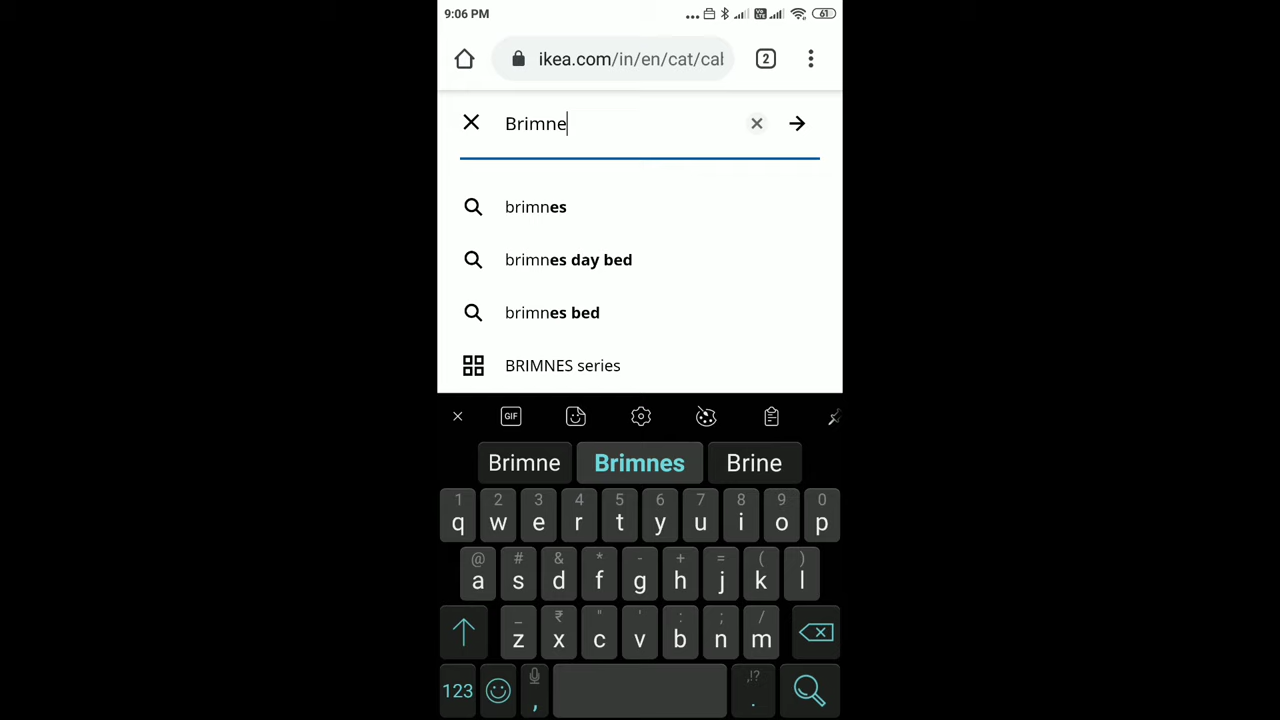 9:06 PM
61
ikea.com/in/en/cat/cal
2
Brimne
brimnes
brimnes day bed
brimnes bed
BRIMNES series
GIF
Brimne Brimnes Brine
1 2 3 4 5 6 7 8 9 0
q w e r t y u i o p
@ # & * - + = ( )
a s d f g h j k l
_ ₹ " ' : ; /
z x c v b n m
,!?
123 , .